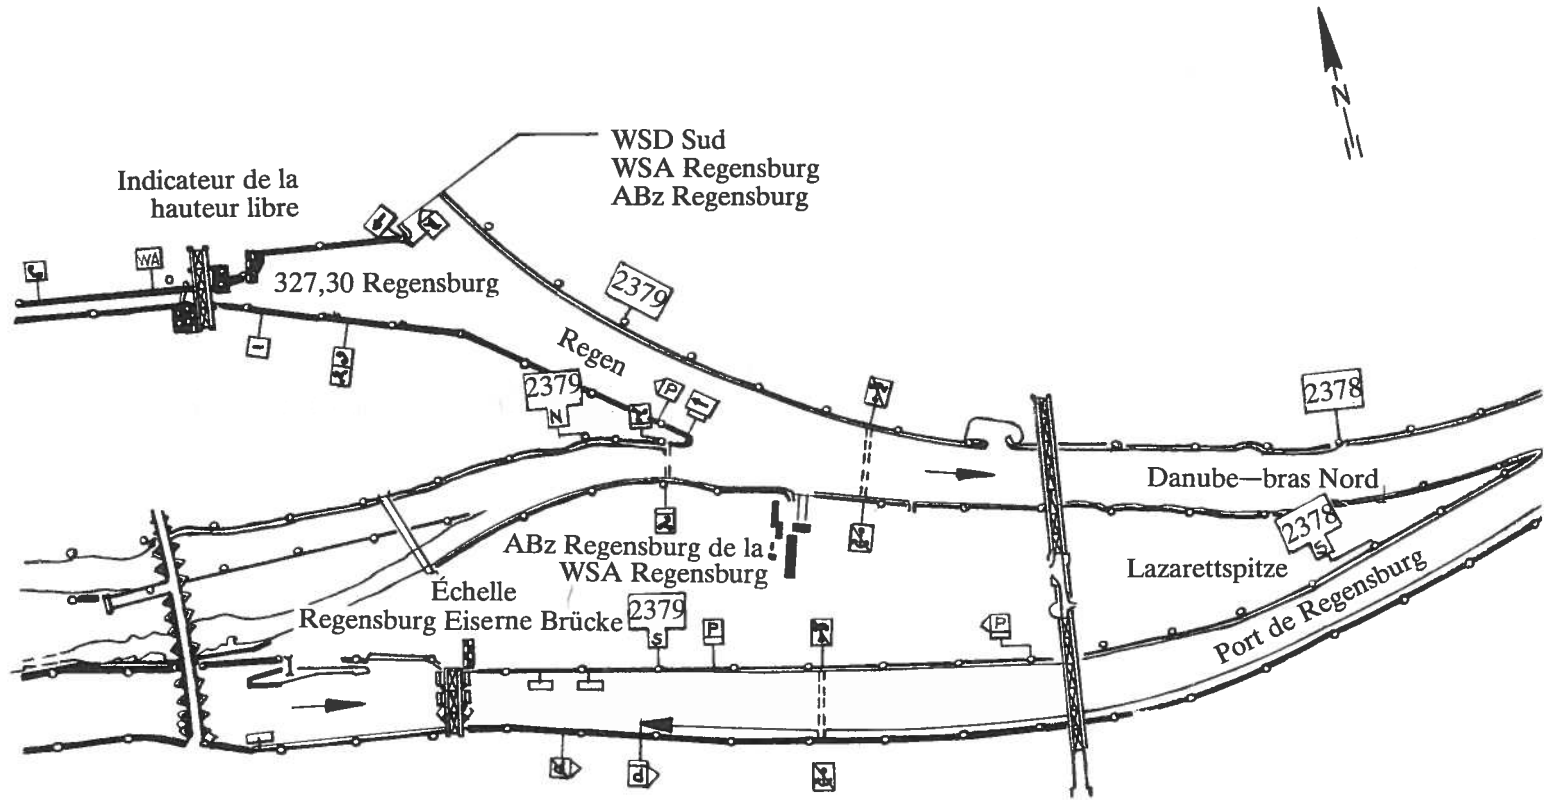 N
WSD Sud
WSA Regensburg
ABz Regensburg
Indicateur de la
hauteur libre
WA
327,30 Regensburg
2379
Regen
2379
N
P
2378
Danube—bras Nord
2378
S
ABz Regensburg de la
WSA Regensburg
Lazarettspitze
Échelle
Regensburg Eiserne Brücke
2379
S
P
P
Port de Regensburg
P
P